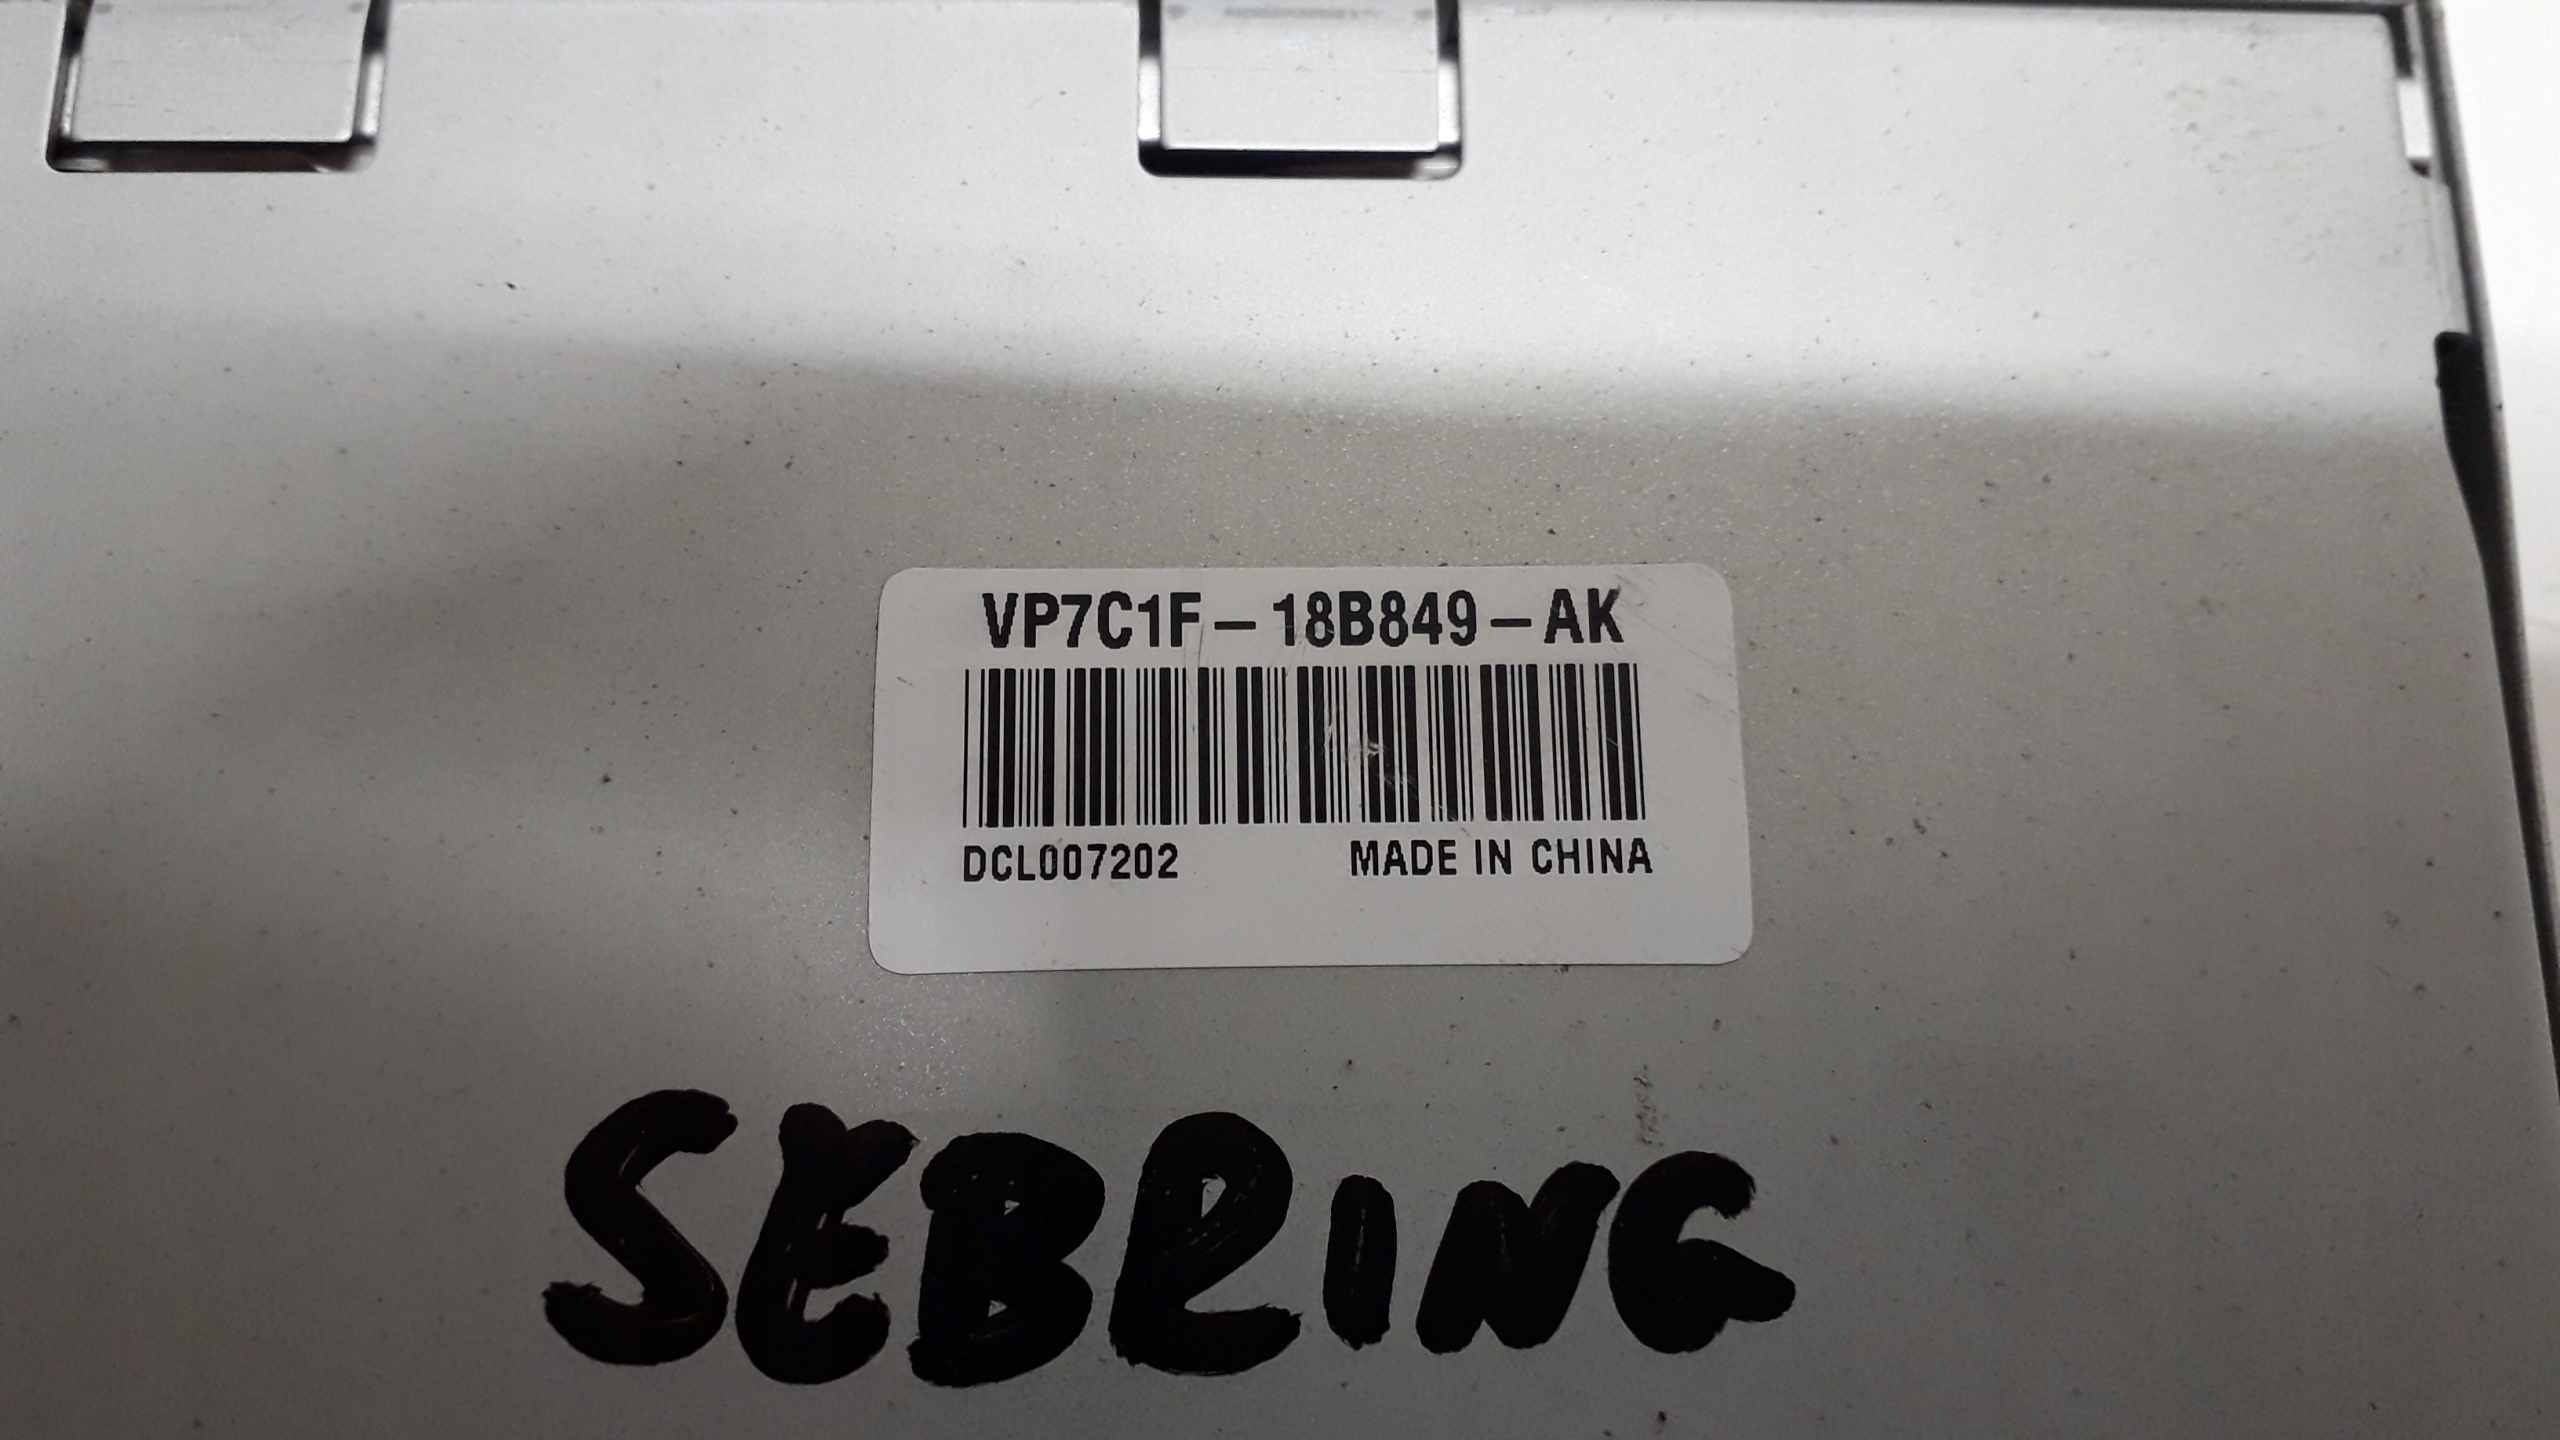 VP7C1F-18B849-AK
DCL007202 MADE IN CHINA
SEBRING